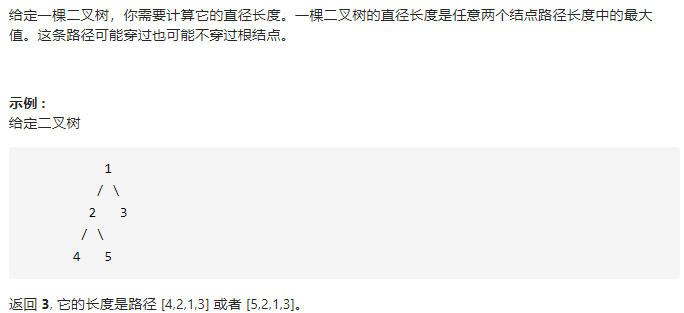 给定一棵二叉树，你需要计算它的直径长度。一棵二叉树的直径长度是任意两个结点路径长度中的最大
值。这条路径可能穿过也可能不穿过根结点。
示例 :
给定二叉树
1
/ \
2 3
/ \
4 5
返回 3, 它的长度是路径 [4,2,1,3] 或者 [5,2,1,3]。